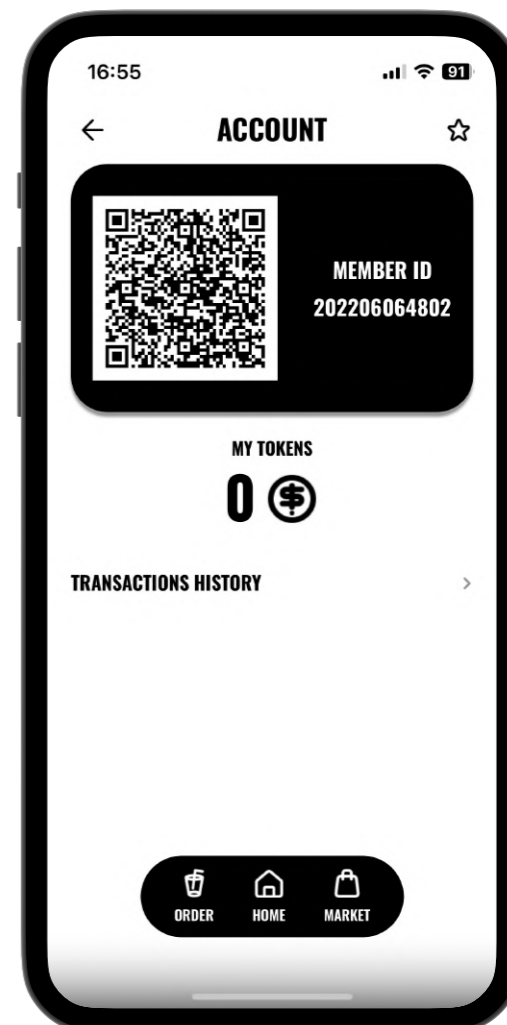 16:55
91
ACCOUNT
MEMBER ID
202206064802
MY TOKENS
0
TRANSACTIONS HISTORY
ORDER HOME MARKET